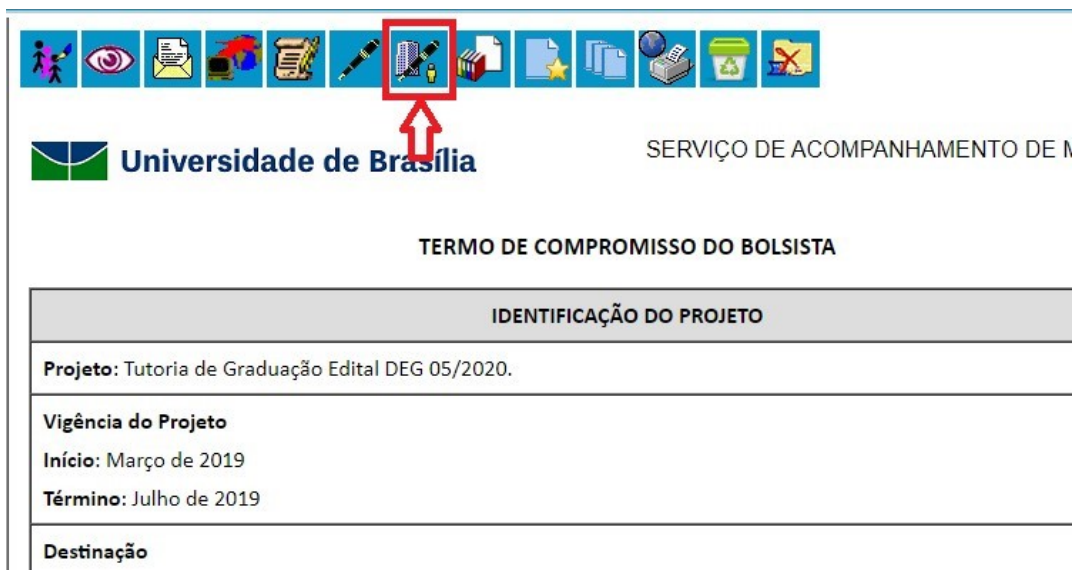 Universidade de Brasília
SERVIÇO DE ACOMPANHAMENTO DE
TERMO DE COMPROMISSO DO BOLSISTA
IDENTIFICAÇÃO DO PROJETO
Projeto: Tutoria de Graduação Edital DEG 05/2020.
Vigência do Projeto
Início: Março de 2019
Término: Julho de 2019
Destinação